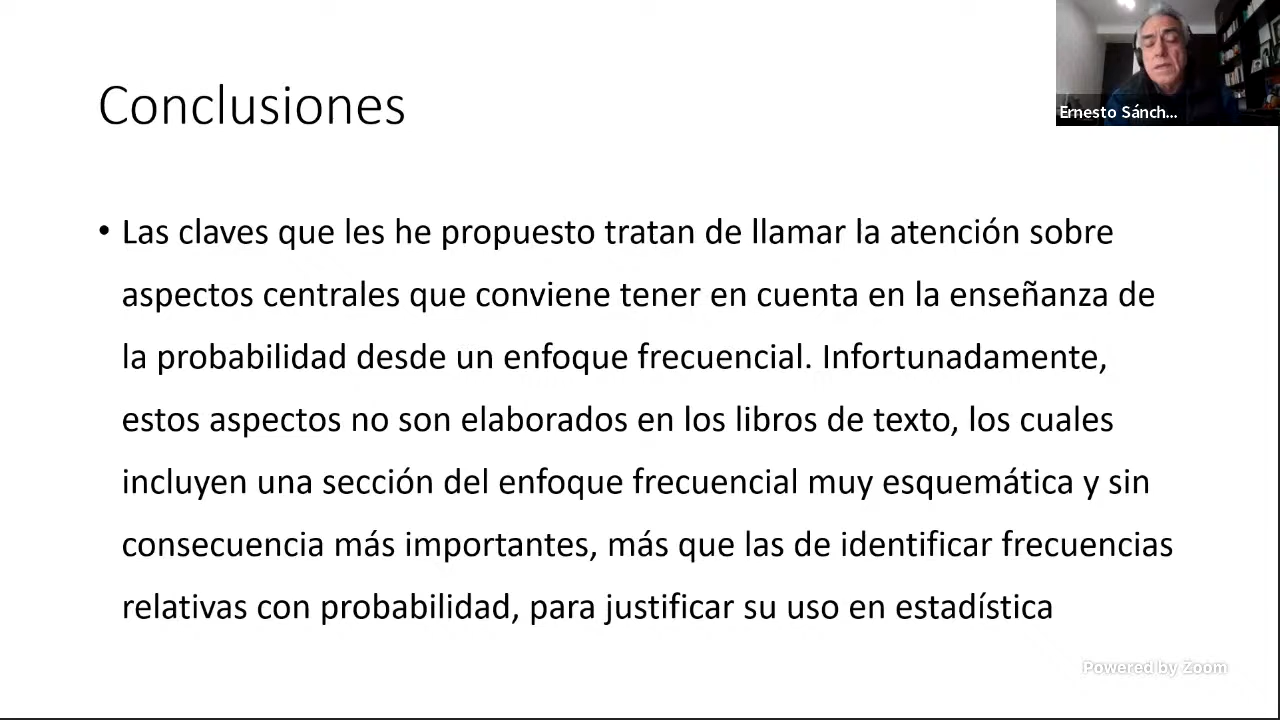 Conclusiones
Ernesto Sánch...
• Las claves que les he propuesto tratan de llamar la atención sobre
aspectos centrales que conviene tener en cuenta en la enseñanza de
la probabilidad desde un enfoque frecuencial. Infortunadamente,
estos aspectos no son elaborados en los libros de texto, los cuales
incluyen una sección del enfoque frecuencial muy esquemática y sin
consecuencia más importantes, más que las de identificar frecuencias
relativas con probabilidad, para justificar su uso en estadística
Powered by Zoom